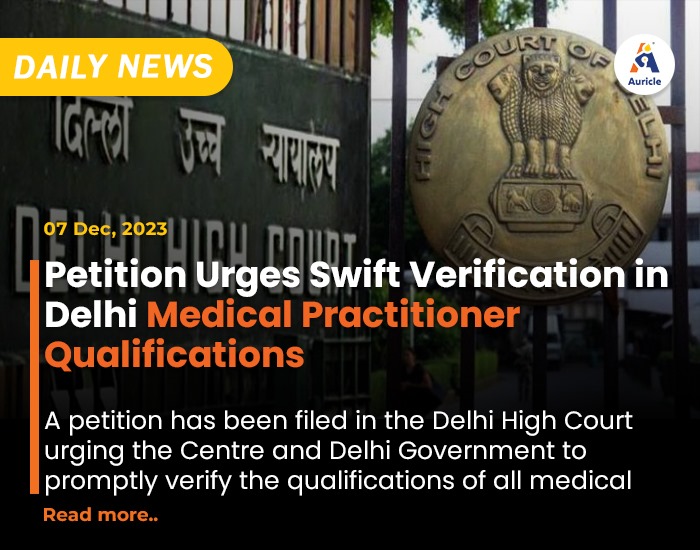 DAILY NEWS
Auricle
HIGH COURT OF DELHI
दिल्ली उच्च न्यायालय
DELHI HIGH COURT
07 Dec, 2023
Petition Urges Swift Verification in
Delhi Medical Practitioner
Qualifications
A petition has been filed in the Delhi High Court
urging the Centre and Delhi Government to
promptly verify the qualifications of all medical
Read more..